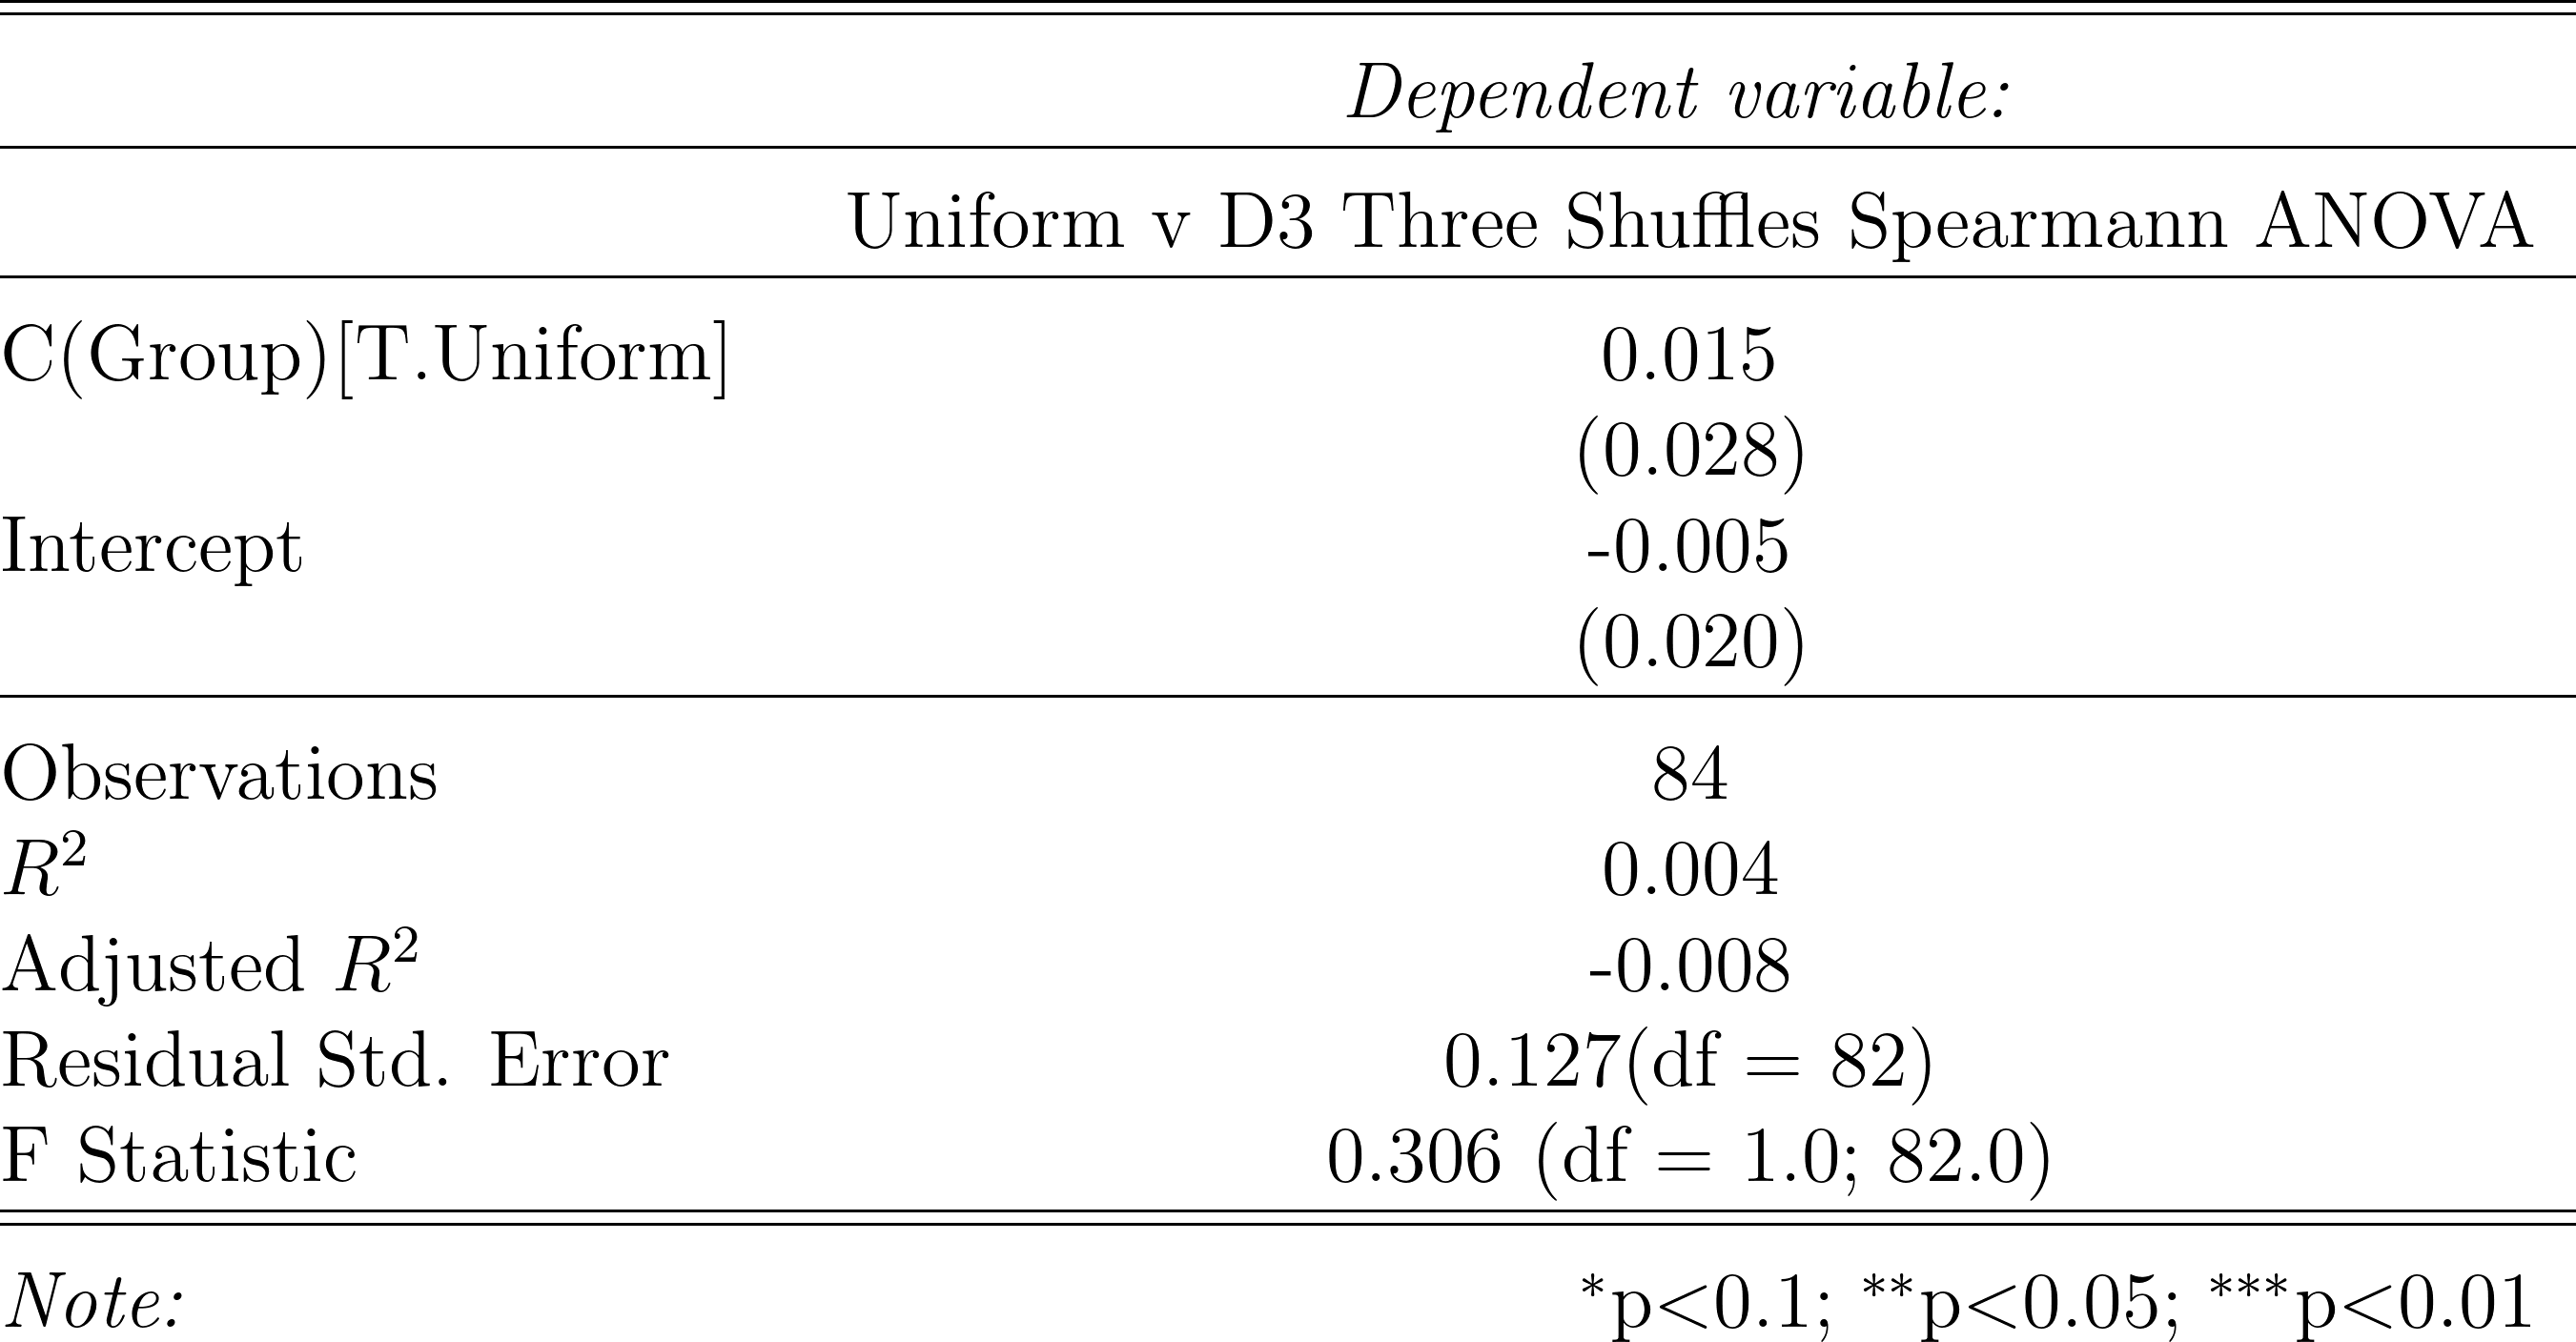 Dependent variable:
Uniform v D3 Three Shuffles Spearmann ANOVA
C(Group)[T.Uniform] 0.015
(0.028)
Intercept -0.005
(0.020)
Observations 84
R² 0.004
Adjusted R² -0.008
Residual Std. Error 0.127(df = 82)
F Statistic 0.306 (df = 1.0; 82.0)
Note: *p<0.1; **p<0.05; ***p<0.01